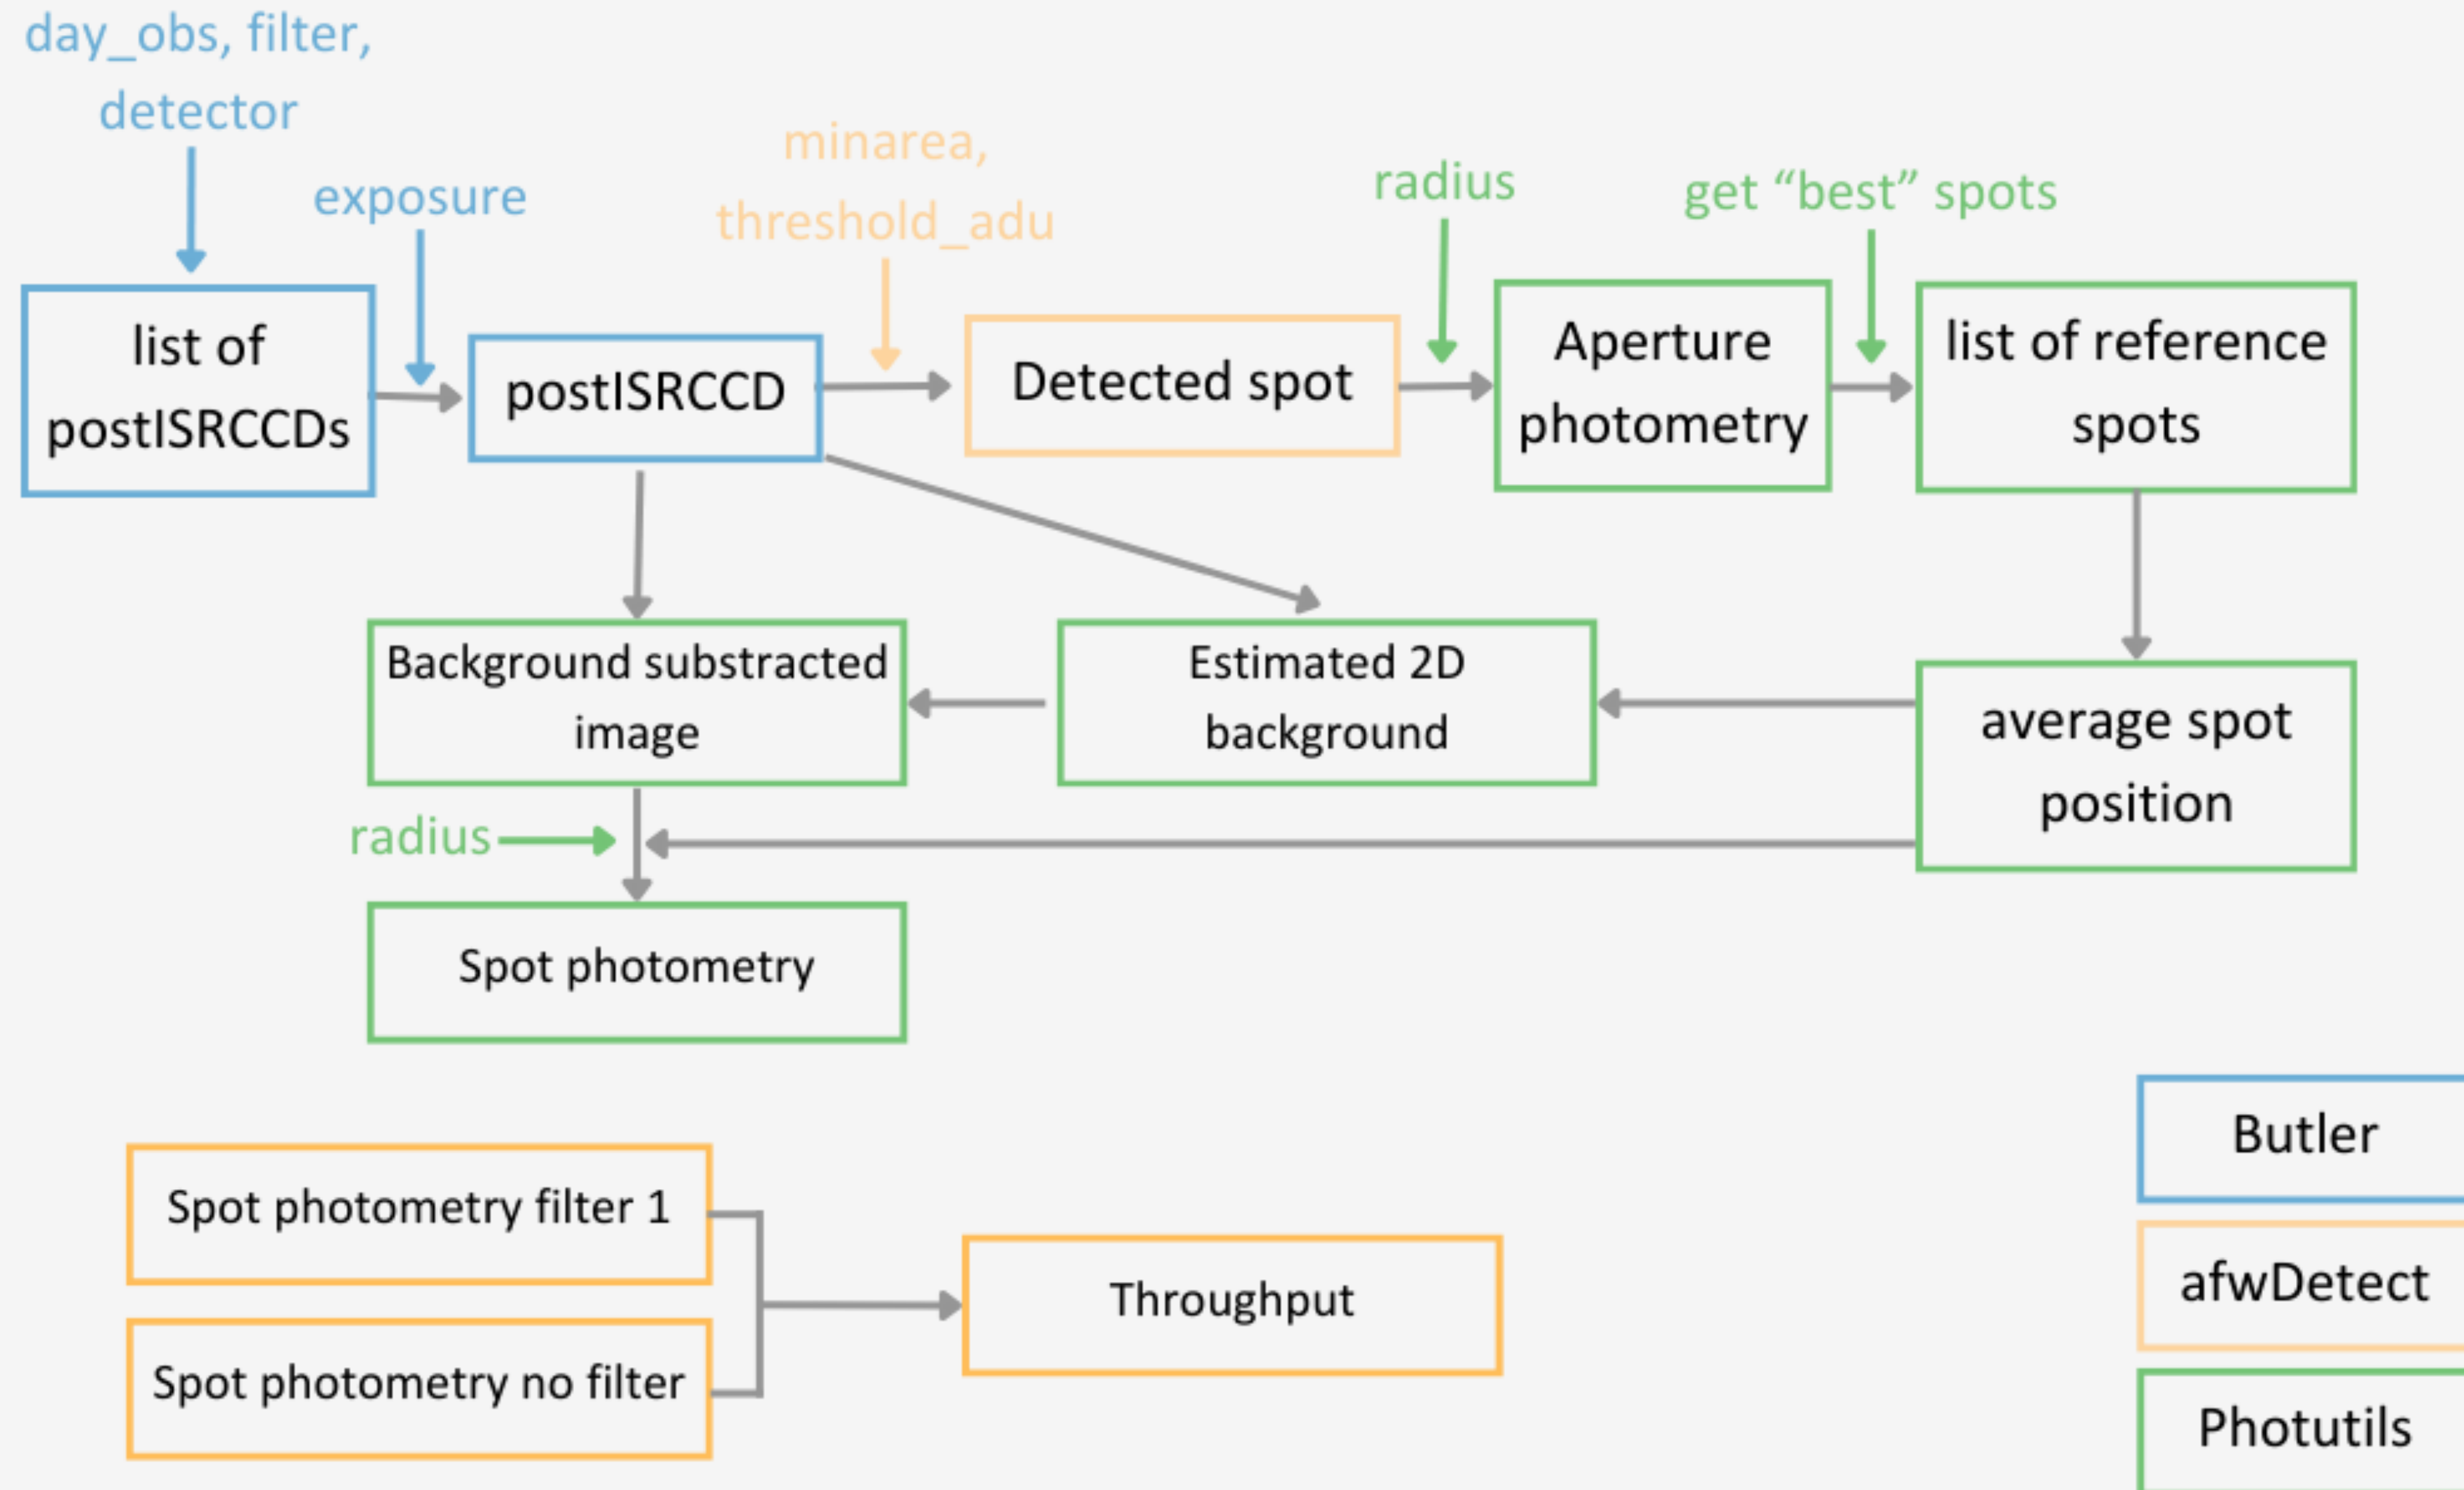 day_obs, filter,
detector
exposure
minarea,
threshold_adu
radius
get “best” spots
list of
postISRCCDs
postISRCCD
Detected spot
Aperture
photometry
list of reference
spots
Background substracted
image
Estimated 2D
background
average spot
position
radius
Spot photometry
Spot photometry filter 1
Spot photometry no filter
Throughput
Butler
afwDetect
Photutils